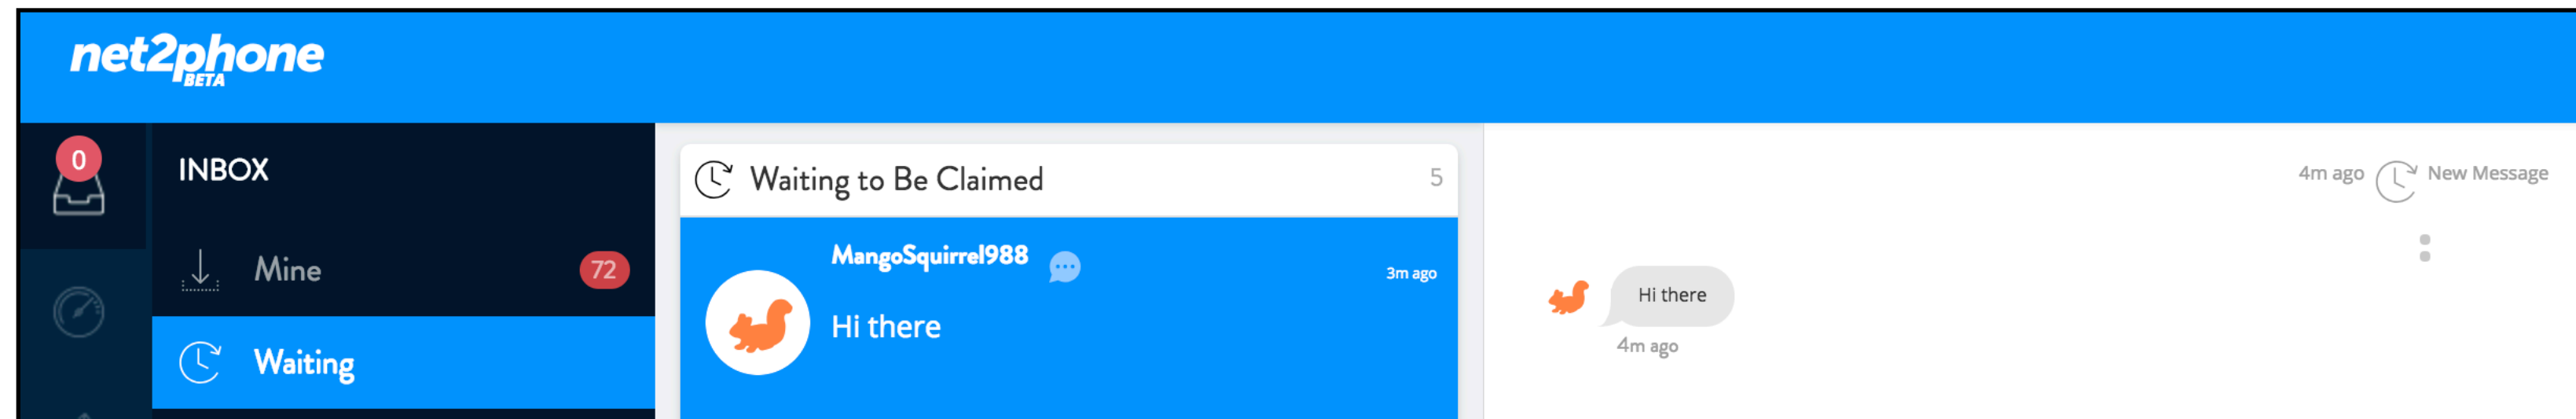 net2phone
BETA
0
INBOX
Mine
72
Waiting
Waiting to Be Claimed
5
MangoSquirrel988
3m ago
Hi there
4m ago
New Message
Hi there
4m ago